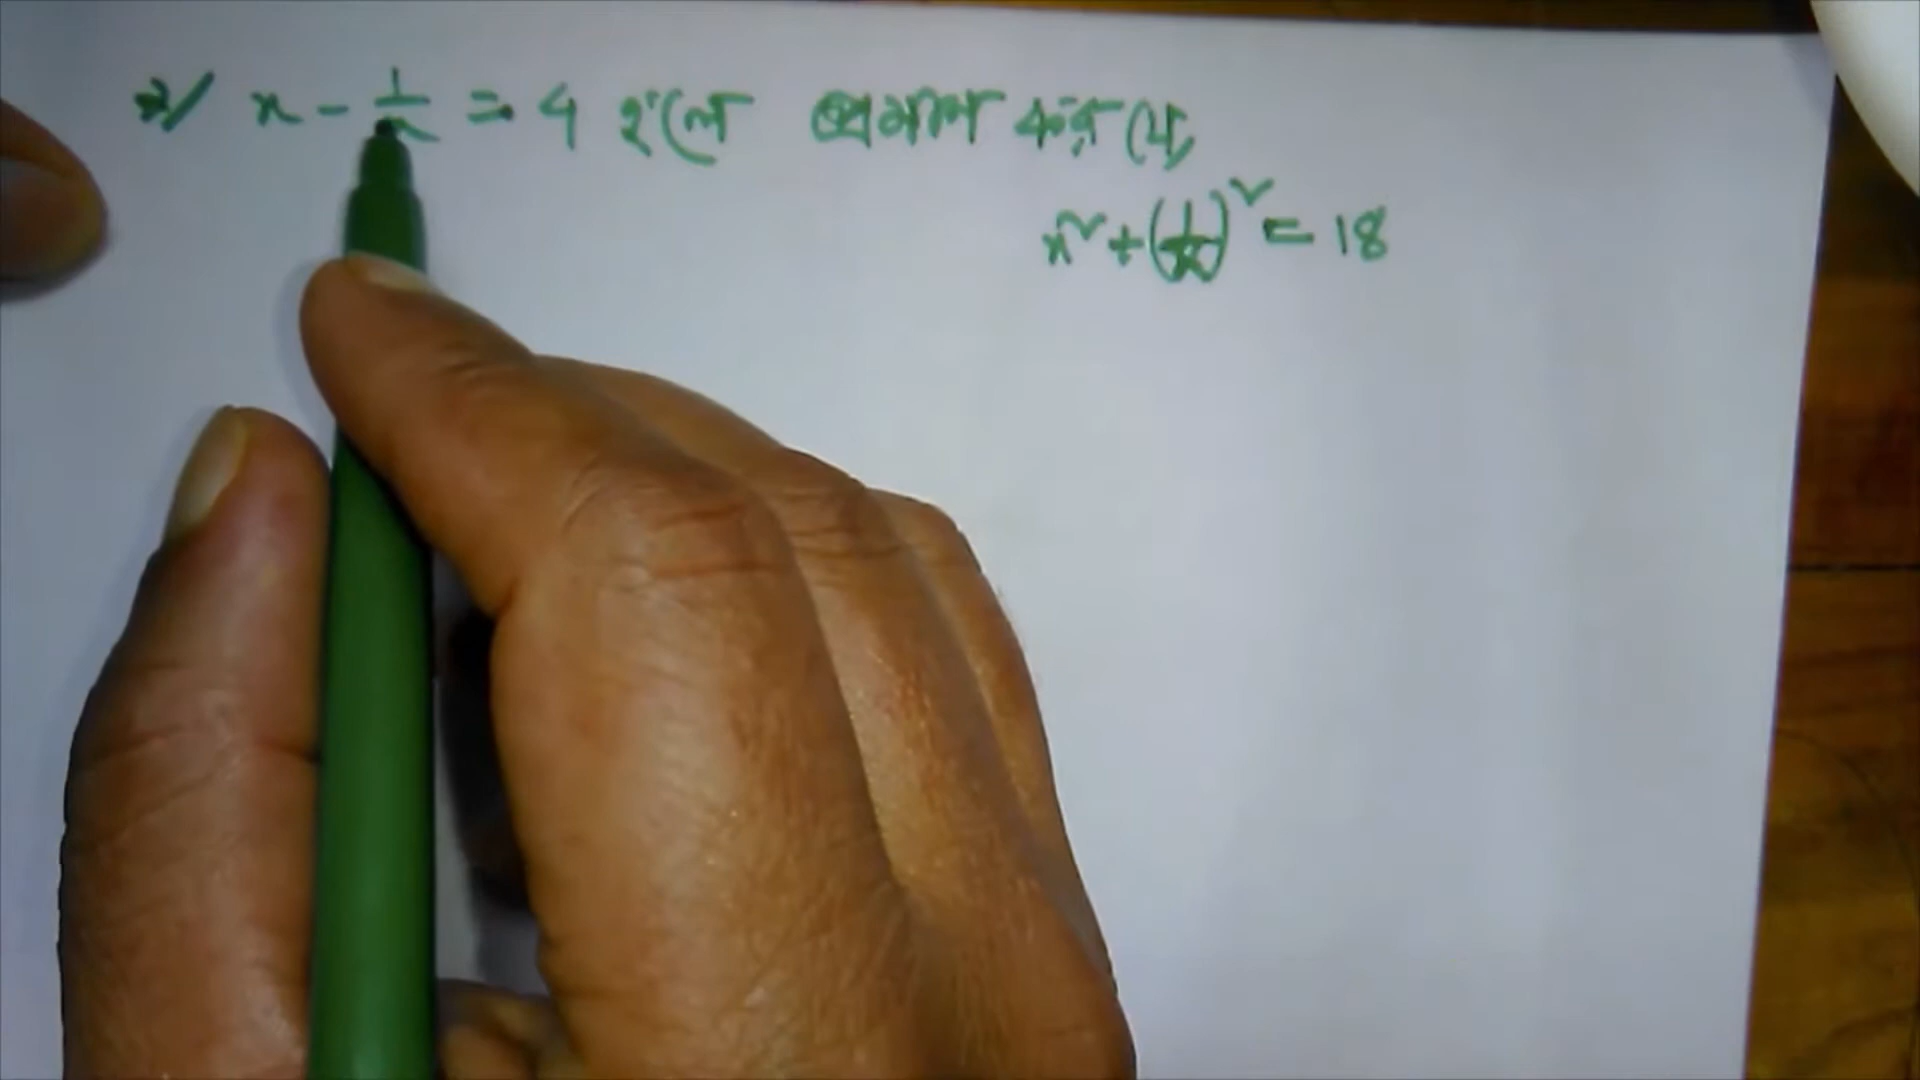 ২/ x - 1/x = 4 হলে প্রমাণ কর যে,
x² + (1/x)² = 18